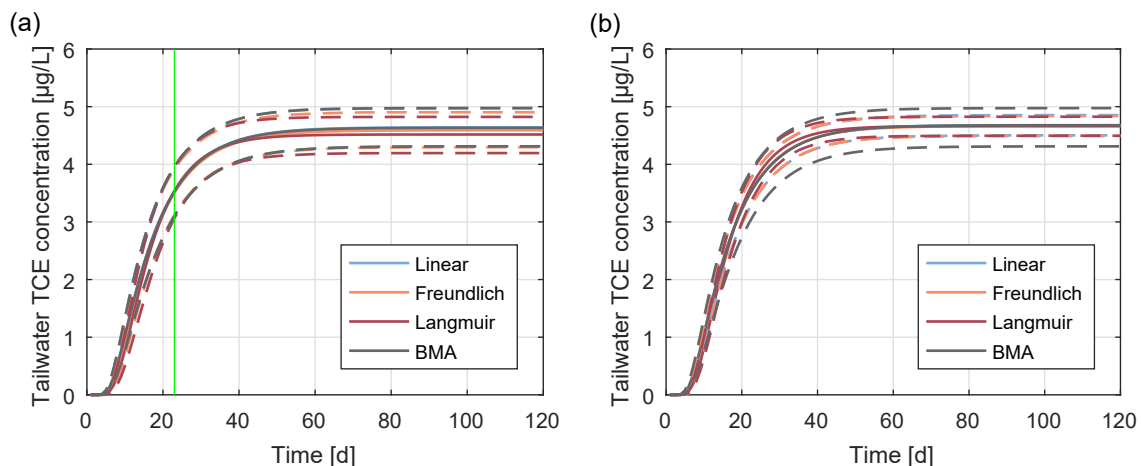 (a)
Tailwater TCE concentration [µg/L]
6
5
4
3
2
1
0
0 20 40 60 80 100 120
Time [d]
Linear
Freundlich
Langmuir
BMA
(b)
Tailwater TCE concentration [µg/L]
6
5
4
3
2
1
0
0 20 40 60 80 100 120
Time [d]
Linear
Freundlich
Langmuir
BMA